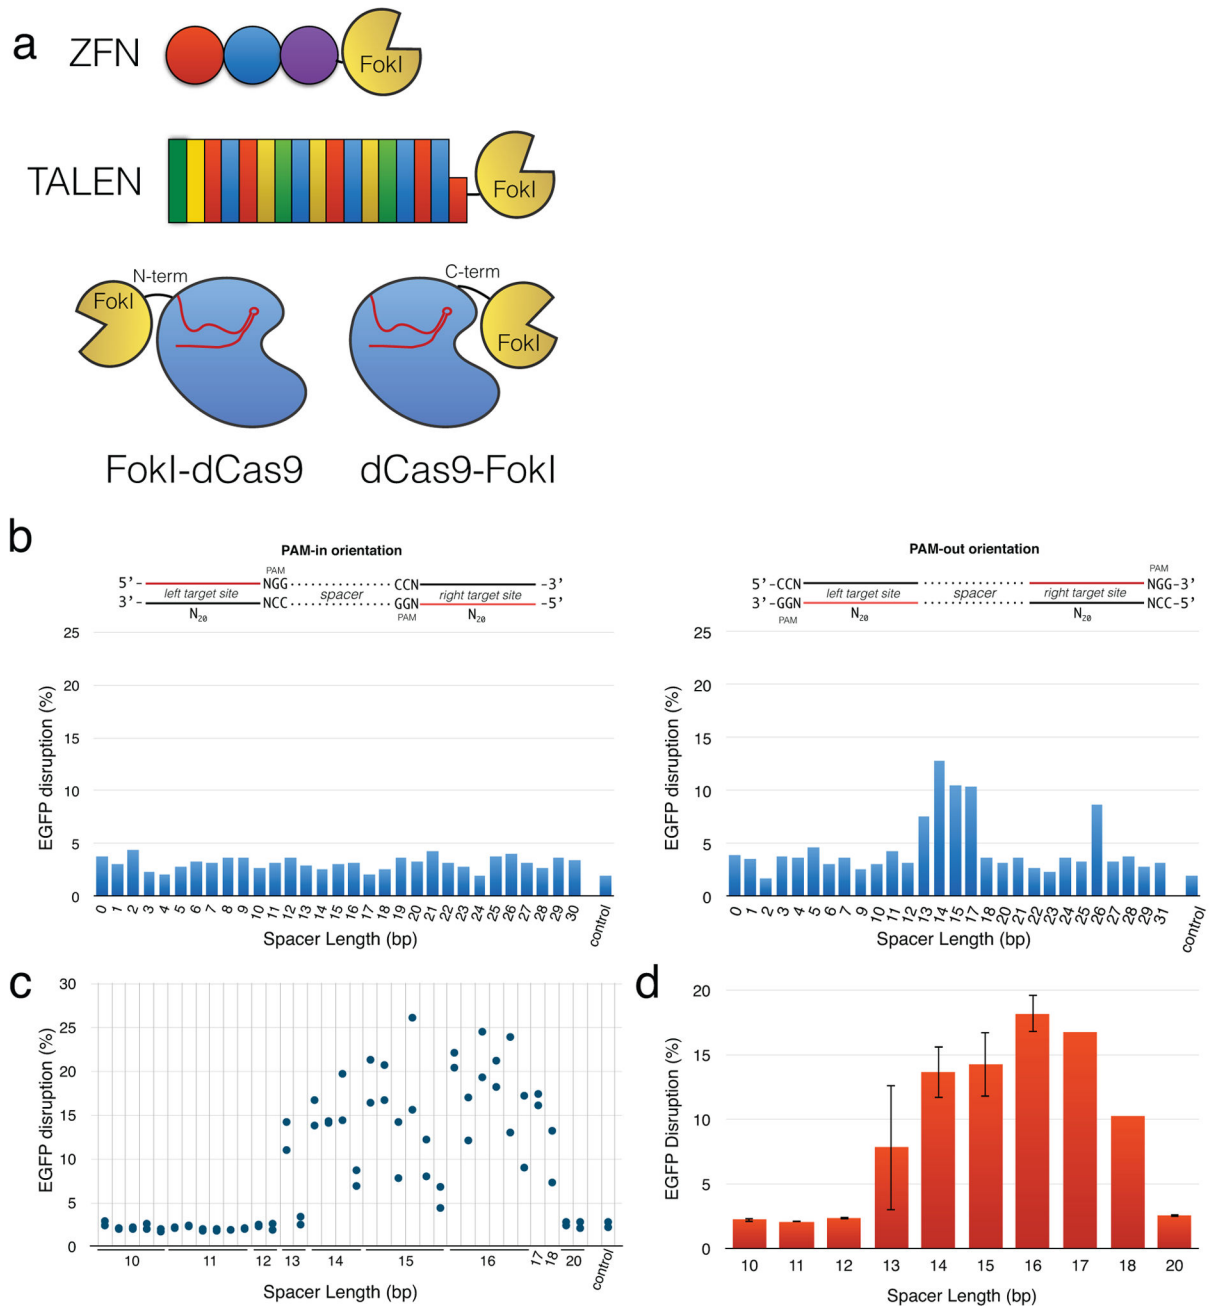 a
ZFN
FokI
TALEN
FokI
N-term
FokI
C-term
FokI
FokI-dCas9
dCas9-FokI
b
PAM-in orientation
PAM
5’-NGG............CCN-3’
left target site spacer right target site
3’-NCC............GGN-5’
N20 PAM N20
25
20
15
10
5
0
EGFP disruption (%)
0 1 2 3 4 5 6 7 8 9 10 11 12 13 14 15 16 17 18 19 20 21 22 23 24 25 26 27 28 29 30 control
Spacer Length (bp)
PAM-out orientation
PAM
5’-CCN............NGG-3’
left target site spacer right target site
3’-GGN............NCC-5’
PAM N20 N20
25
20
15
10
5
0
EGFP disruption (%)
0 1 2 3 4 5 6 7 9 10 11 12 13 14 15 17 18 20 21 22 23 24 25 26 27 28 29 31 control
Spacer Length (bp)
c
30
25
20
15
10
5
0
EGFP disruption (%)
10 11 12 13 14 15 16 17 18 20 control
Spacer Length (bp)
d
20
15
10
5
0
EGFP Disruption (%)
10 11 12 13 14 15 16 17 18 20
Spacer Length (bp)